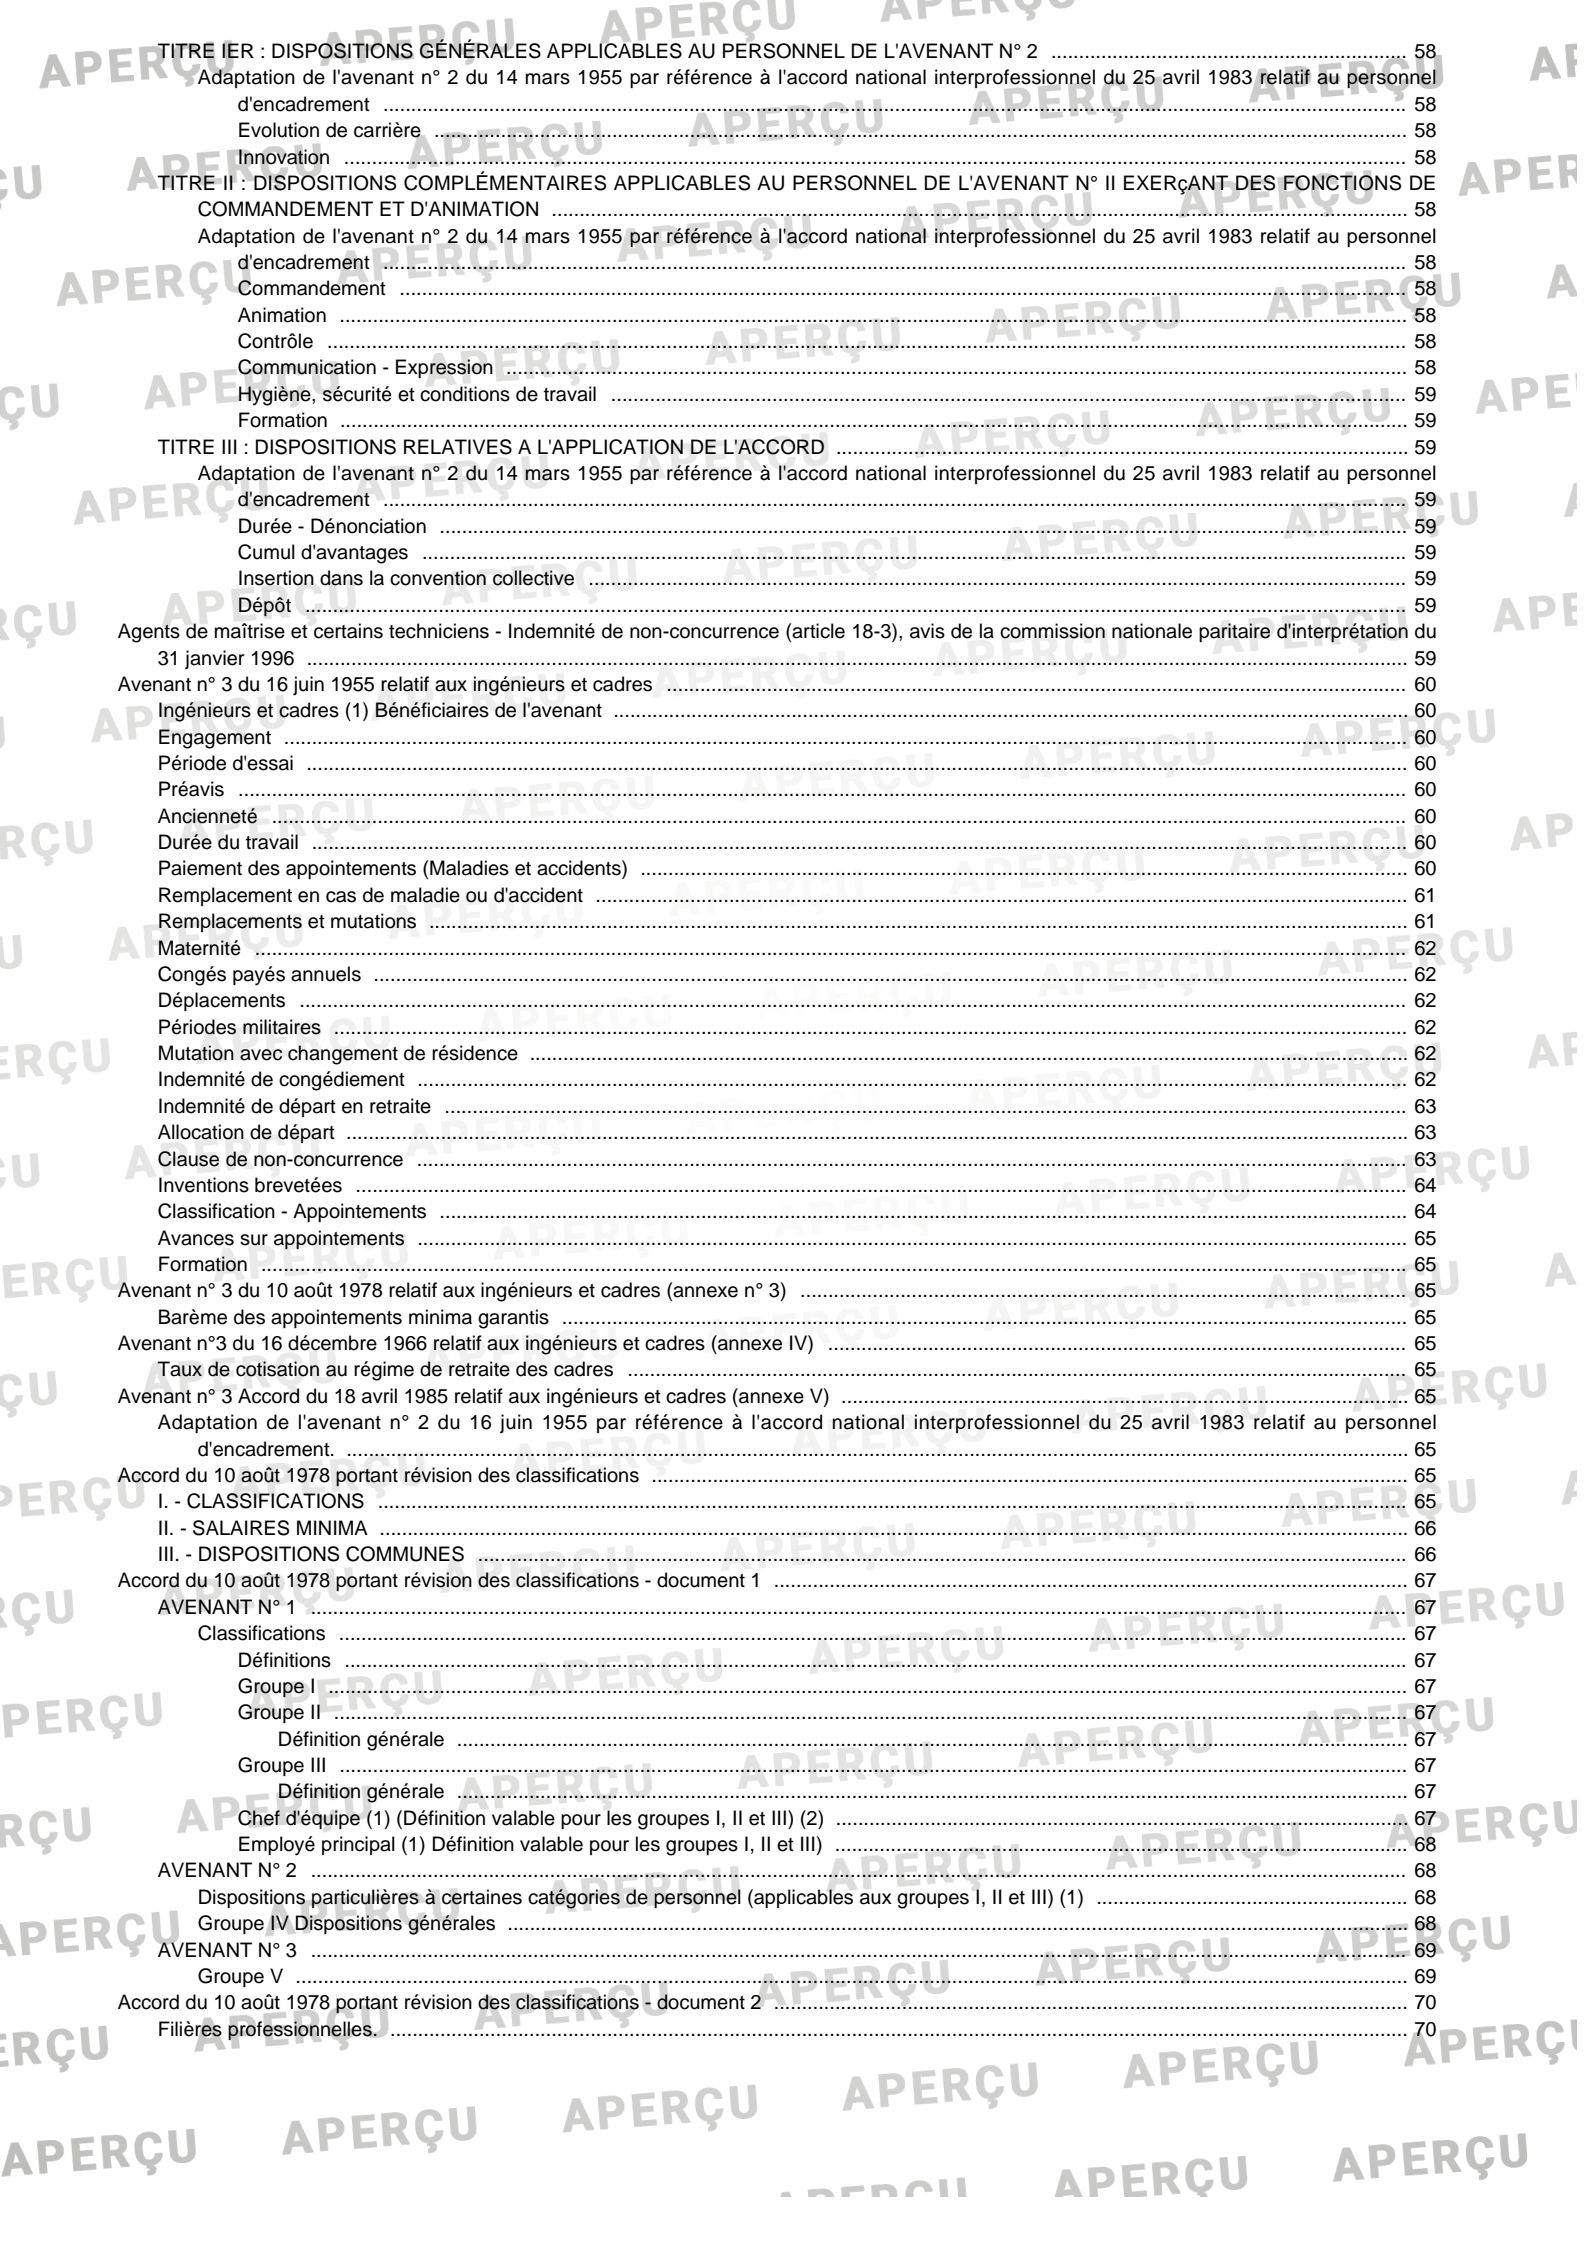 TITRE IER : DISPOSITIONS GÉNÉRALES APPLICABLES AU PERSONNEL DE L'AVENANT N° 2 ... 58
Adaptation de l'avenant n° 2 du 14 mars 1955 par référence à l'accord national interprofessionnel du 25 avril 1983 relatif au personnel
d'encadrement ... 58
Evolution de carrière ... 58
Innovation ... 58
TITRE II : DISPOSITIONS COMPLÉMENTAIRES APPLICABLES AU PERSONNEL DE L'AVENANT N° II EXERçANT DES FONCTIONS DE
COMMANDEMENT ET D'ANIMATION ... 58
Adaptation de l'avenant n° 2 du 14 mars 1955 par référence à l'accord national interprofessionnel du 25 avril 1983 relatif au personnel
d'encadrement ... 58
Commandement ... 58
Animation ... 58
Contrôle ... 58
Communication - Expression ... 58
Hygiène, sécurité et conditions de travail ... 59
Formation ... 59
TITRE III : DISPOSITIONS RELATIVES A L'APPLICATION DE L'ACCORD ... 59
Adaptation de l'avenant n° 2 du 14 mars 1955 par référence à l'accord national interprofessionnel du 25 avril 1983 relatif au personnel
d'encadrement ... 59
Durée - Dénonciation ... 59
Cumul d'avantages ... 59
Insertion dans la convention collective ... 59
Dépôt ... 59
Agents de maîtrise et certains techniciens - Indemnité de non-concurrence (article 18-3), avis de la commission nationale paritaire d'interprétation du
31 janvier 1996 ... 59
Avenant n° 3 du 16 juin 1955 relatif aux ingénieurs et cadres ... 60
Ingénieurs et cadres (1) Bénéficiaires de l'avenant ... 60
Engagement ... 60
Période d'essai ... 60
Préavis ... 60
Ancienneté ... 60
Durée du travail ... 60
Paiement des appointements (Maladies et accidents) ... 60
Remplacement en cas de maladie ou d'accident ... 61
Remplacements et mutations ... 61
Maternité ... 62
Congés payés annuels ... 62
Déplacements ... 62
Périodes militaires ... 62
Mutation avec changement de résidence ... 62
Indemnité de congédiement ... 62
Indemnité de départ en retraite ... 63
Allocation de départ ... 63
Clause de non-concurrence ... 63
Inventions brevetées ... 64
Classification - Appointements ... 64
Avances sur appointements ... 65
Formation ... 65
Avenant n° 3 du 10 août 1978 relatif aux ingénieurs et cadres (annexe n° 3) ... 65
Barème des appointements minima garantis ... 65
Avenant n°3 du 16 décembre 1966 relatif aux ingénieurs et cadres (annexe IV) ... 65
Taux de cotisation au régime de retraite des cadres ... 65
Avenant n° 3 Accord du 18 avril 1985 relatif aux ingénieurs et cadres (annexe V) ... 65
Adaptation de l'avenant n° 2 du 16 juin 1955 par référence à l'accord national interprofessionnel du 25 avril 1983 relatif au personnel
d'encadrement. ... 65
Accord du 10 août 1978 portant révision des classifications ... 65
I. - CLASSIFICATIONS ... 65
II. - SALAIRES MINIMA ... 66
III. - DISPOSITIONS COMMUNES ... 66
Accord du 10 août 1978 portant révision des classifications - document 1 ... 67
AVENANT N° 1 ... 67
Classifications ... 67
Définitions ... 67
Groupe I ... 67
Groupe II ... 67
Définition générale ... 67
Groupe III ... 67
Définition générale ... 67
Chef d'équipe (1) (Définition valable pour les groupes I, II et III) (2) ... 67
Employé principal (1) Définition valable pour les groupes I, II et III) ... 68
AVENANT N° 2 ... 68
Dispositions particulières à certaines catégories de personnel (applicables aux groupes I, II et III) (1) ... 68
Groupe IV Dispositions générales ... 68
AVENANT N° 3 ... 69
Groupe V ... 69
Accord du 10 août 1978 portant révision des classifications - document 2 ... 70
Filières professionnelles. ... 70
APERÇU